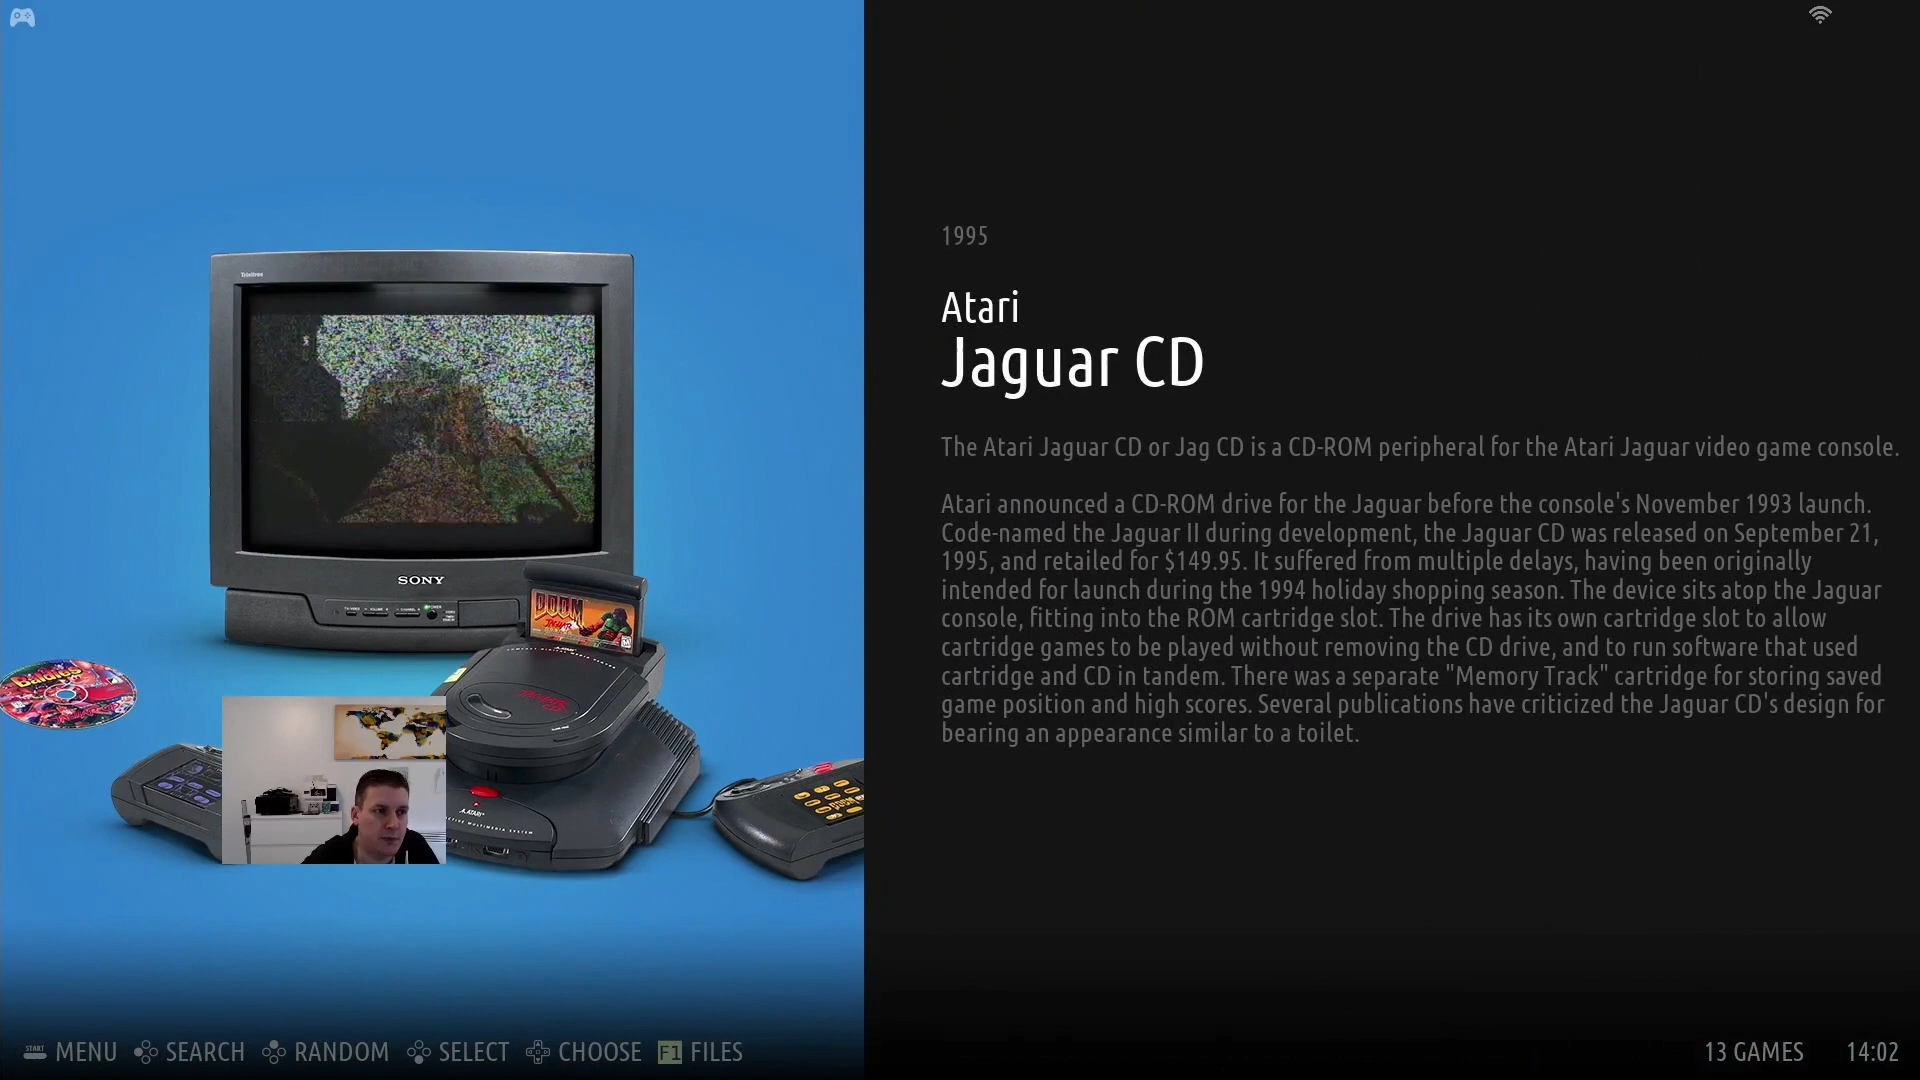 1995
Atari
Jaguar CD
The Atari Jaguar CD or Jag CD is a CD-ROM peripheral for the Atari Jaguar video game console.
Atari announced a CD-ROM drive for the Jaguar before the console's November 1993 launch.
Code-named the Jaguar II during development, the Jaguar CD was released on September 21,
1995, and retailed for $149.95. It suffered from multiple delays, having been originally
intended for launch during the 1994 holiday shopping season. The device sits atop the Jaguar
console, fitting into the ROM cartridge slot. The drive has its own cartridge slot to allow
cartridge games to be played without removing the CD drive, and to run software that used
cartridge and CD in tandem. There was a separate "Memory Track" cartridge for storing saved
game position and high scores. Several publications have criticized the Jaguar CD's design for
bearing an appearance similar to a toilet.
Trinitron
SONY
DOOM
JAGUAR
Baldies
ATARI
DOOM
START MENU SEARCH RANDOM SELECT CHOOSE F1 FILES
13 GAMES 14:02